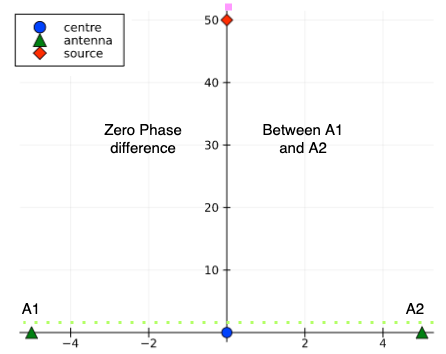 centre
antenna
source
50
40
30
20
10
Zero Phase
difference
Between A1
and A2
A1
A2
−4
−2
0
2
4